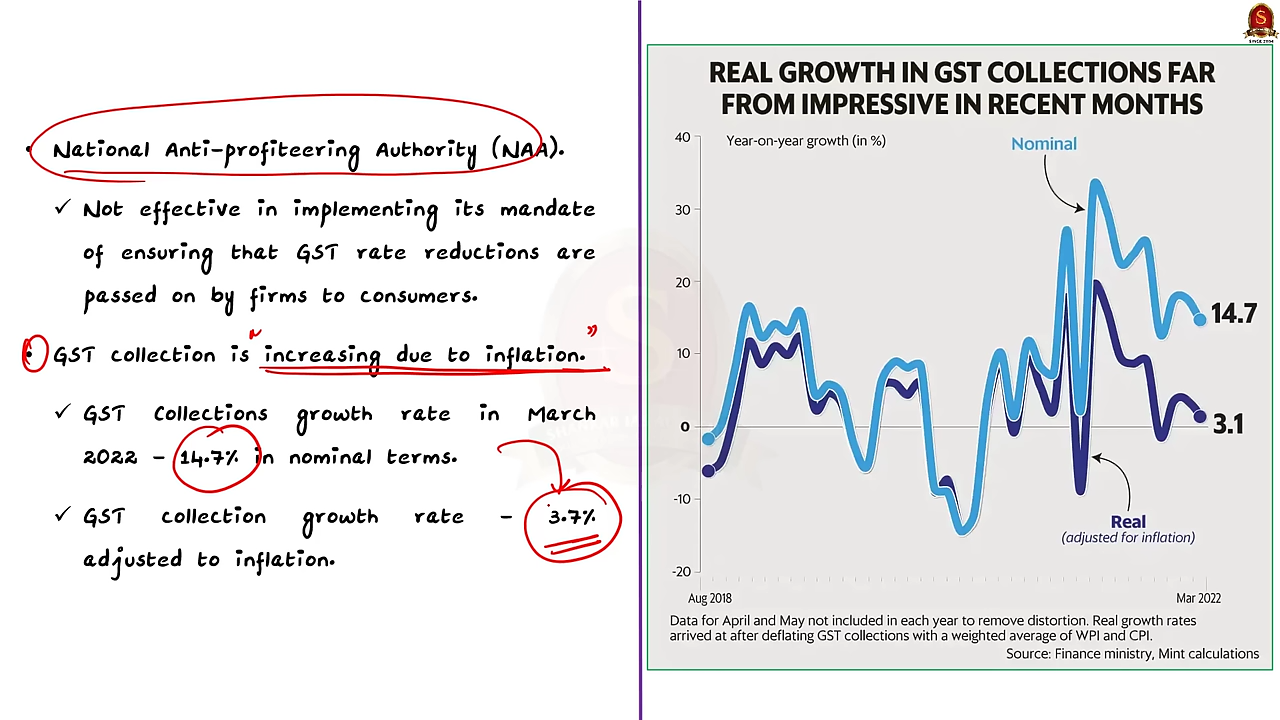 National Anti-profiteering Authority (NAA).
✓ Not effective in implementing its mandate
of ensuring that GST rate reductions are
passed on by firms to consumers.
• GST collection is "increasing due to inflation."
✓ GST Collections growth rate in March
2022 - 14.7% in nominal terms.
✓ GST collection growth rate - 3.7%
adjusted to inflation.
REAL GROWTH IN GST COLLECTIONS FAR
FROM IMPRESSIVE IN RECENT MONTHS
Year-on-year growth (in %)
Nominal
40
30
20
10
0
-10
-20
14.7
3.1
Real
(adjusted for inflation)
Aug 2018
Mar 2022
Data for April and May not included in each year to remove distortion. Real growth rates
arrived at after deflating GST collections with a weighted average of WPI and CPI.
Source: Finance ministry, Mint calculations